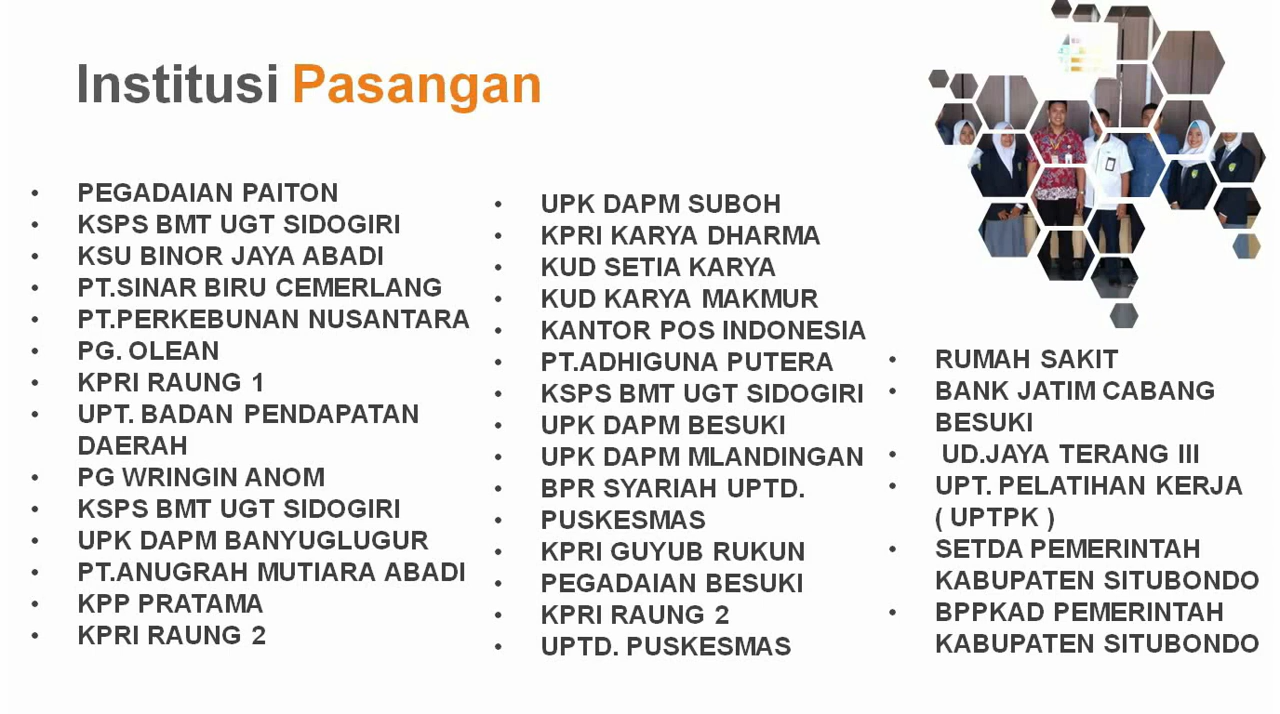 Institusi Pasangan
• PEGADAIAN PAITON
• KSPS BMT UGT SIDOGIRI
• KSU BINOR JAYA ABADI
• PT.SINAR BIRU CEMERLANG
• PT.PERKEBUNAN NUSANTARA
• PG. OLEAN
• KPRI RAUNG 1
• UPT. BADAN PENDAPATAN
DAERAH
• PG WRINGIN ANOM
• KSPS BMT UGT SIDOGIRI
• UPK DAPM BANYUGLUGUR
• PT.ANUGRAH MUTIARA ABADI
• KPP PRATAMA
• KPRI RAUNG 2
• UPK DAPM SUBOH
• KPRI KARYA DHARMA
• KUD SETIA KARYA
• KUD KARYA MAKMUR
• KANTOR POS INDONESIA
• PT.ADHIGUNA PUTERA
• KSPS BMT UGT SIDOGIRI
• UPK DAPM BESUKI
• UPK DAPM MLANDINGAN
• BPR SYARIAH UPTD.
• PUSKESMAS
• KPRI GUYUB RUKUN
• PEGADAIAN BESUKI
• KPRI RAUNG 2
• UPTD. PUSKESMAS
• RUMAH SAKIT
• BANK JATIM CABANG
BESUKI
• UD.JAYA TERANG III
• UPT. PELATIHAN KERJA
( UPTPK )
• SETDA PEMERINTAH
KABUPATEN SITUBONDO
• BPPKAD PEMERINTAH
KABUPATEN SITUBONDO